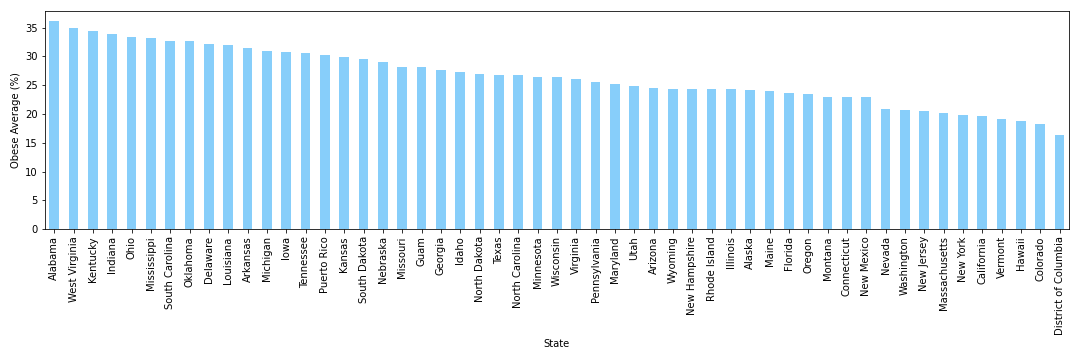 Obese Average (%)
35
30
25
20
15
10
5
0
Alabama
West Virginia
Kentucky
Indiana
Ohio
Mississippi
South Carolina
Oklahoma
Delaware
Louisiana
Arkansas
Michigan
Iowa
Tennessee
Puerto Rico
Kansas
South Dakota
Nebraska
Missouri
Guam
Georgia
Idaho
North Dakota
Texas
North Carolina
Minnesota
Wisconsin
Virginia
Pennsylvania
Maryland
Utah
Arizona
Wyoming
New Hampshire
Rhode Island
Illinois
Alaska
Maine
Florida
Oregon
Montana
Connecticut
New Mexico
Nevada
Washington
New Jersey
Massachusetts
New York
California
Vermont
Hawaii
Colorado
District of Columbia
State